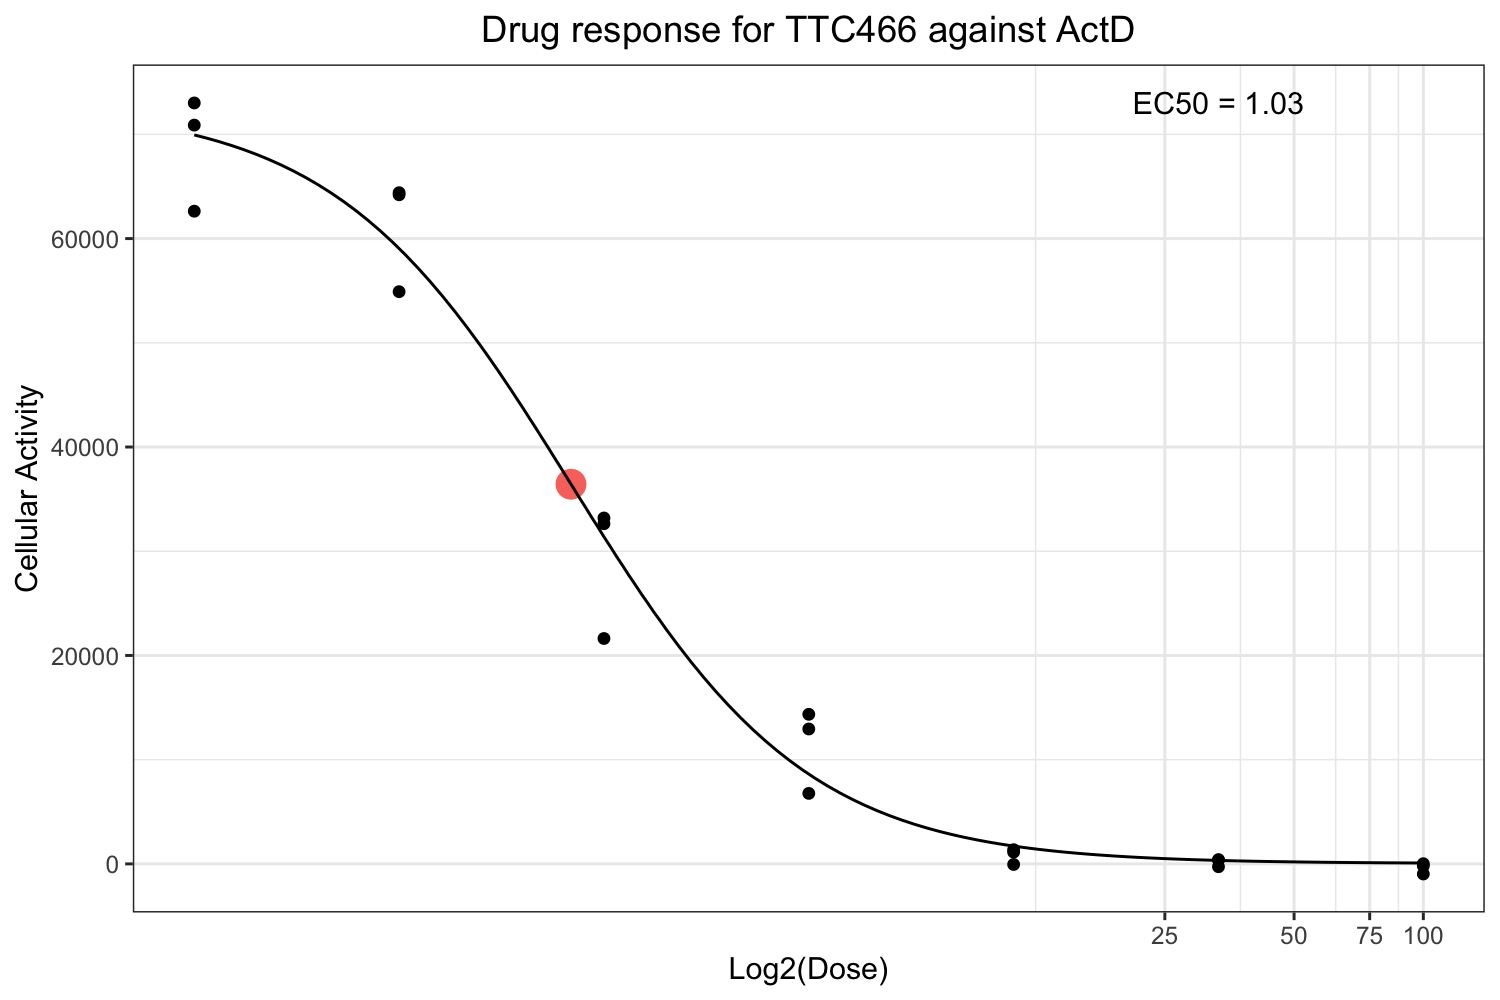 Drug response for TTC466 against ActD
EC50 = 1.03
60000
40000
20000
0
Cellular Activity
25 50 75 100
Log2(Dose)